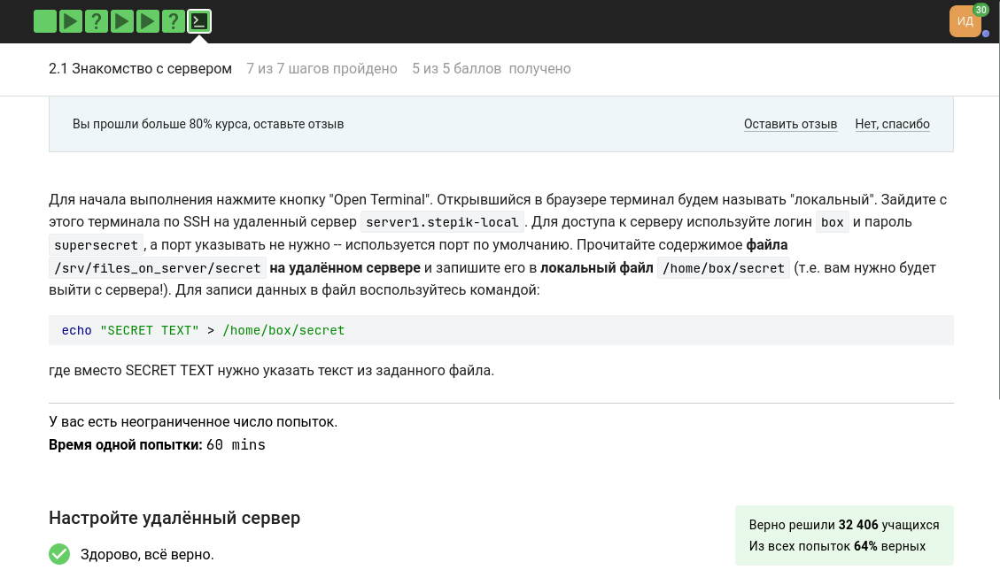 ИД 30
2.1 Знакомство с сервером 7 из 7 шагов пройдено 5 из 5 баллов получено
Вы прошли больше 80% курса, оставьте отзыв Оставить отзыв Нет, спасибо
Для начала выполнения нажмите кнопку "Open Terminal". Открывшийся в браузере терминал будем называть "локальный". Зайдите с
этого терминала по SSH на удаленный сервер server1.stepik-local. Для доступа к серверу используйте логин box и пароль
supersecret, а порт указывать не нужно -- используется порт по умолчанию. Прочитайте содержимое файла
/srv/files_on_server/secret на удалённом сервере и запишите его в локальный файл /home/box/secret (т.е. вам нужно будет
выйти с сервера!). Для записи данных в файл воспользуйтесь командой:
echo "SECRET TEXT" > /home/box/secret
где вместо SECRET TEXT нужно указать текст из заданного файла.
У вас есть неограниченное число попыток.
Время одной попытки: 60 mins
Настройте удалённый сервер
Здорово, всё верно.
Верно решили 32 406 учащихся
Из всех попыток 64% верных